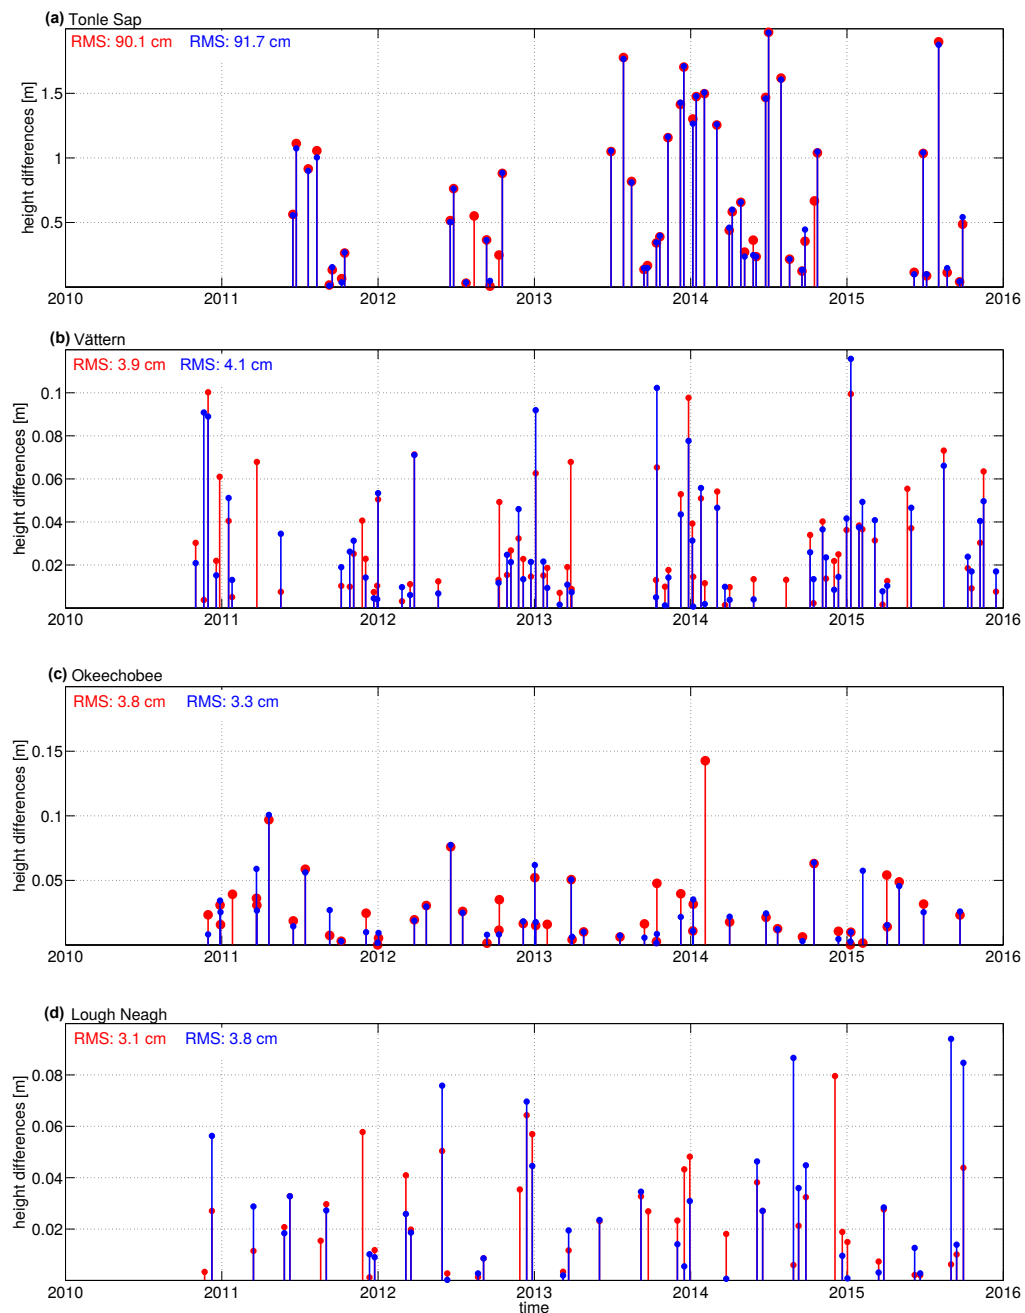 (a) Tonle Sap
RMS: 90.1 cm RMS: 91.7 cm
height differences [m]
1.5
1
0.5
2010 2011 2012 2013 2014 2015 2016
(b) Vättern
RMS: 3.9 cm RMS: 4.1 cm
height differences [m]
0.1
0.08
0.06
0.04
0.02
2010 2011 2012 2013 2014 2015 2016
(c) Okeechobee
RMS: 3.8 cm RMS: 3.3 cm
height differences [m]
0.15
0.1
0.05
2010 2011 2012 2013 2014 2015 2016
(d) Lough Neagh
RMS: 3.1 cm RMS: 3.8 cm
height differences [m]
0.08
0.06
0.04
0.02
2010 2011 2012 2013 2014 2015 2016
time